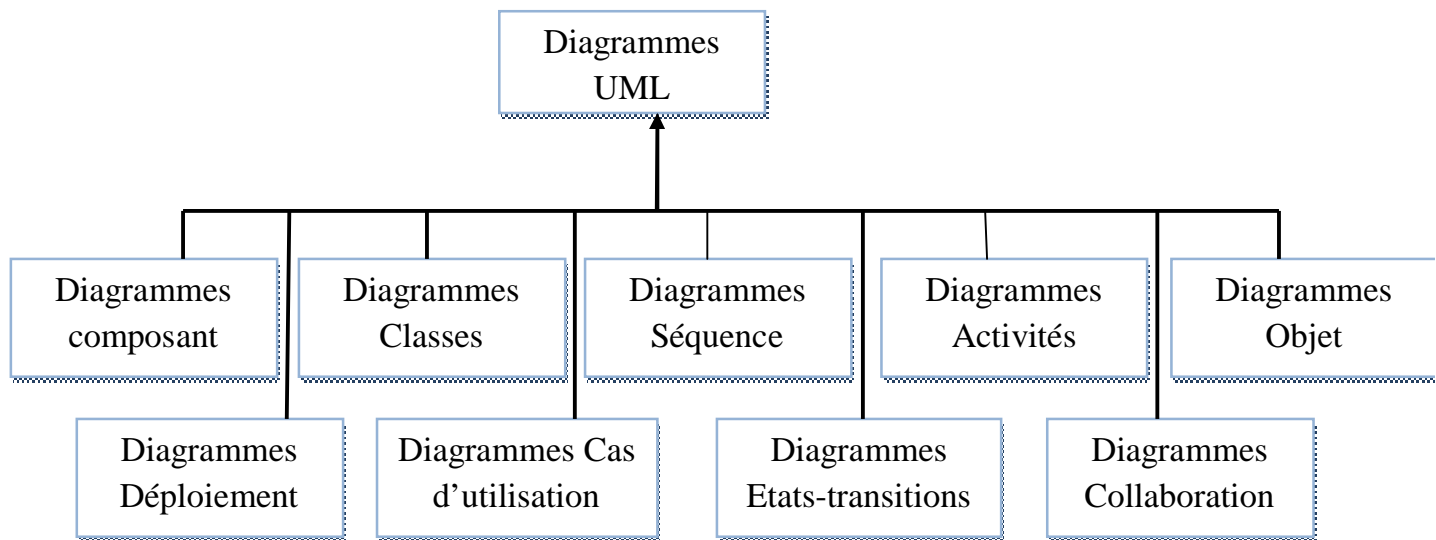 Diagrammes
UML
Diagrammes
composant
Diagrammes
Classes
Diagrammes
Séquence
Diagrammes
Activités
Diagrammes
Objet
Diagrammes
Déploiement
Diagrammes Cas
d’utilisation
Diagrammes
Etats-transitions
Diagrammes
Collaboration